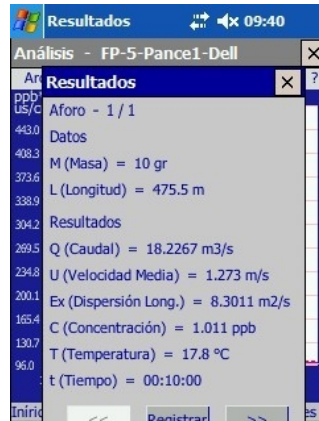 Resultados 09:40
Análisis - FP-5-Pance1-Dell
Resultados
ppb
us/c
443.0
408.3
373.6
338.9
304.2
269.5
234.8
200.1
165.4
130.7
96.0
Aforo - 1 / 1
Datos
M (Masa) = 10 gr
L (Longitud) = 475.5 m
Resultados
Q (Caudal) = 18.2267 m3/s
U (Velocidad Media) = 1.273 m/s
Ex (Dispersión Long.) = 8.3011 m2/s
C (Concentración) = 1.011 ppb
T (Temperatura) = 17.8 ºC
t (Tiempo) = 00:10:00
<< Registrar >>